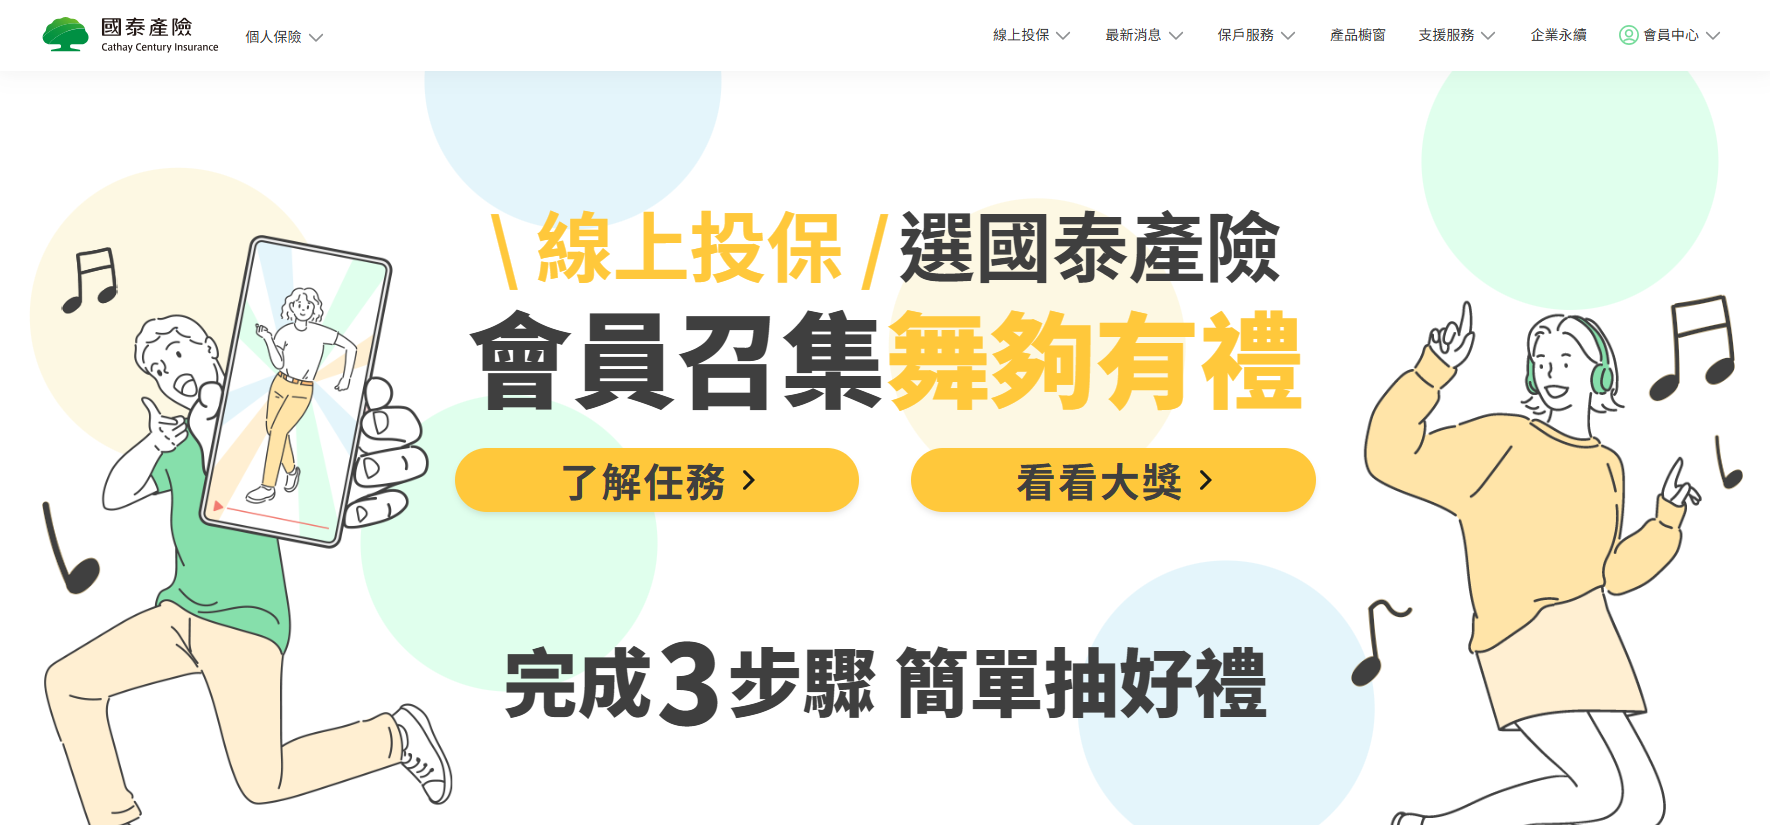 國泰產險
Cathay Century Insurance
個人保險
線上投保
最新消息
保戶服務
產品櫥窗
支援服務
企業永續
會員中心
\ 線上投保 / 選國泰產險
會員召集舞夠有禮
了解任務
看看大獎
完成3步驟 簡單抽好禮